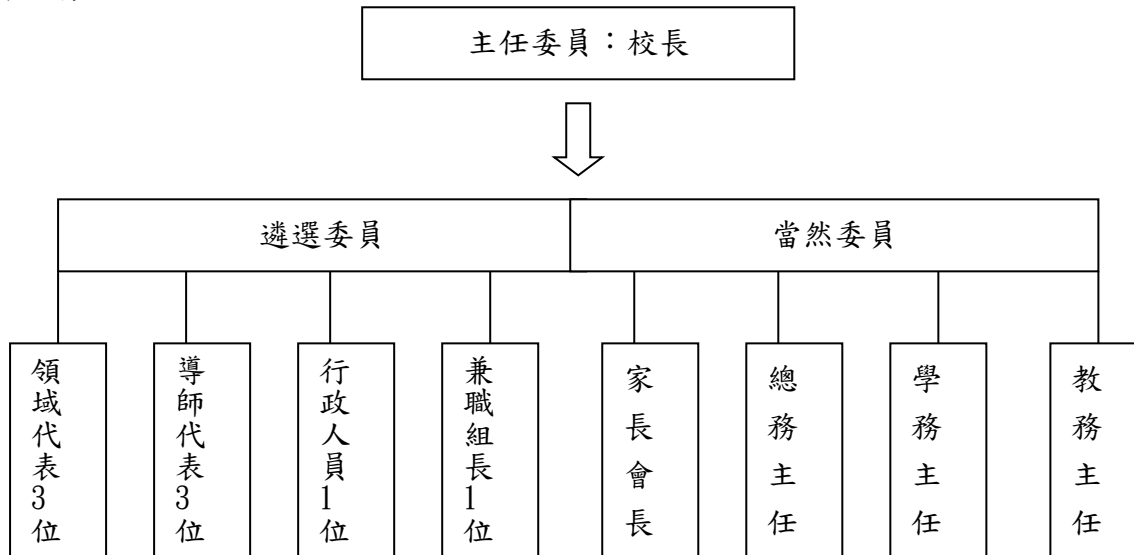 主任委員：校長
遴選委員
當然委員
領域代表3位
導師代表3位
行政人員1位
兼職組長1位
家長會長
總務主任
學務主任
教務主任